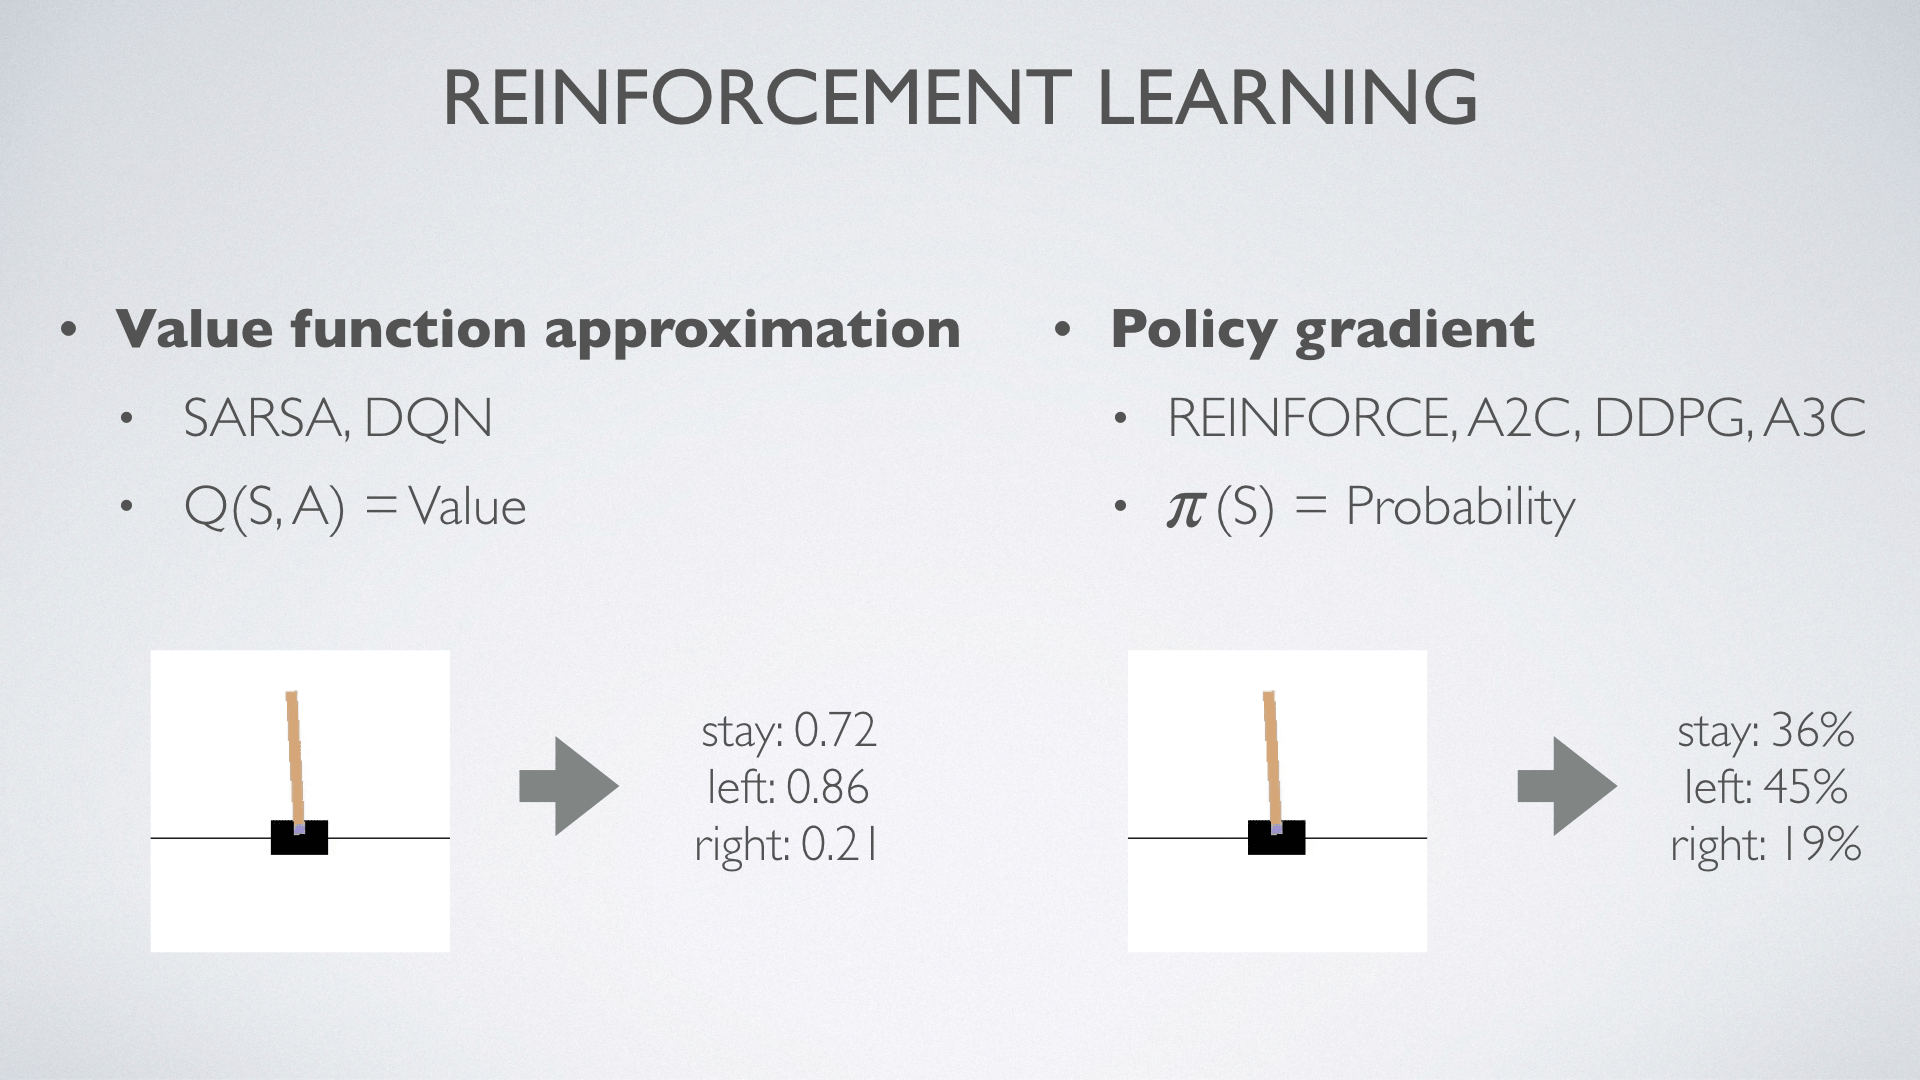 REINFORCEMENT LEARNING
• Value function approximation
• SARSA, DQN
• Q(S, A) = Value
stay: 0.72
left: 0.86
right: 0.21
• Policy gradient
• REINFORCE, A2C, DDPG, A3C
• π(S) = Probability
stay: 36%
left: 45%
right: 19%